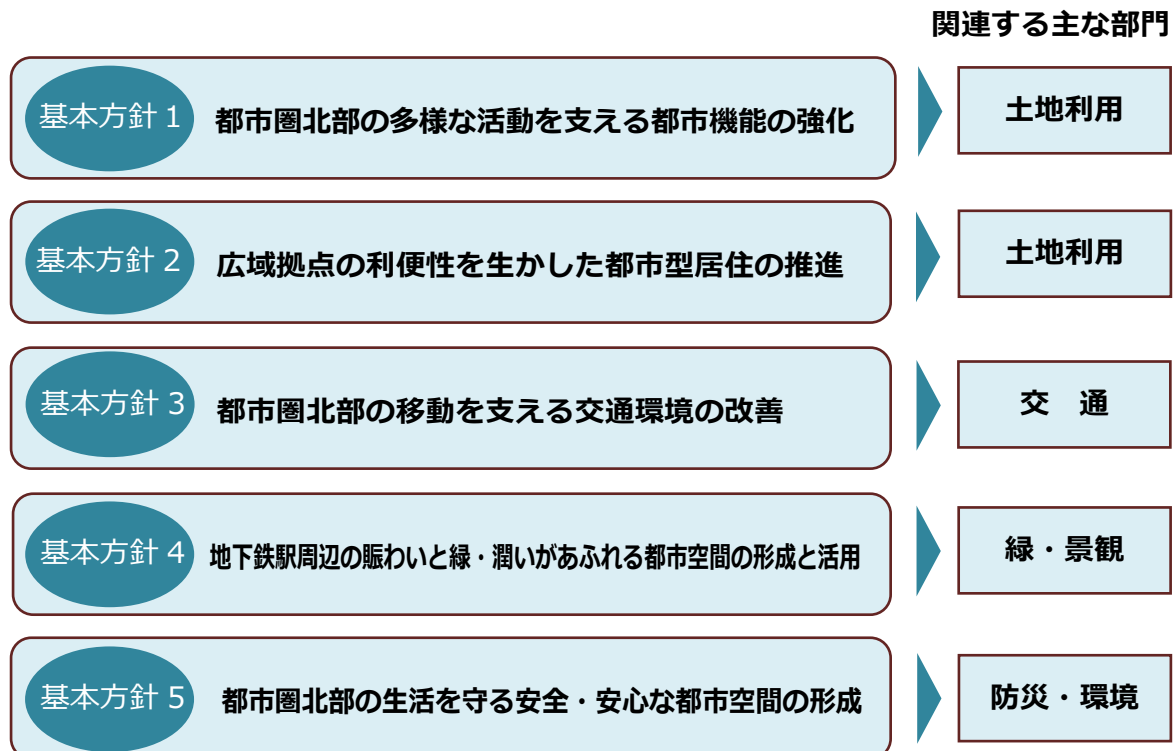 関連する主な部門
基本方針 1
都市圏北部の多様な活動を支える都市機能の強化
土地利用
基本方針 2
広域拠点の利便性を生かした都市型居住の推進
土地利用
基本方針 3
都市圏北部の移動を支える交通環境の改善
交　通
基本方針 4
地下鉄駅周辺の賑わいと緑・潤いがあふれる都市空間の形成と活用
緑・景観
基本方針 5
都市圏北部の生活を守る安全・安心な都市空間の形成
防災・環境